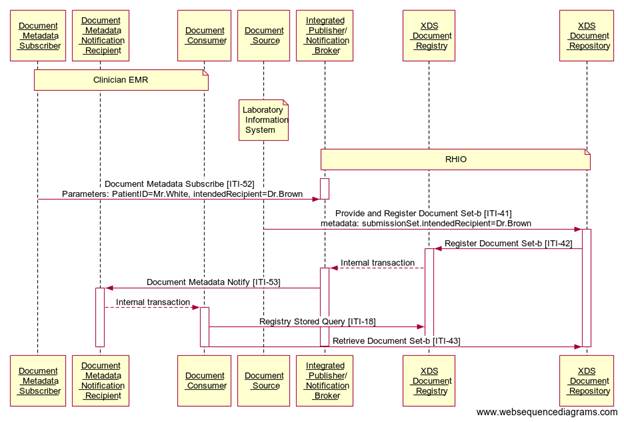 Document
Metadata
Subscriber
Document
Metadata
Notification
Recipient
Document
Consumer
Document
Source
Integrated
Publisher/
Notification
Broker
XDS
Document
Registry
XDS
Document
Repository
Clinician EMR
Laboratory
Information
System
RHIO
Document Metadata Subscribe [ITI-52]
Parameters: PatientID=Mr.White, intendedRecipient=Dr.Brown
Provide and Register Document Set-b [ITI-41]
metadata: submissionSet.intendedRecipient=Dr.Brown
Register Document Set-b [ITI-42]
Internal transaction
Document Metadata Notify [ITI-53]
Internal transaction
Registry Stored Query [ITI-18]
Retrieve Document Set-b [ITI-43]
Document
Metadata
Subscriber
Document
Metadata
Notification
Recipient
Document
Consumer
Document
Source
Integrated
Publisher/
Notification
Broker
XDS
Document
Registry
XDS
Document
Repository
www.websequencediagrams.com